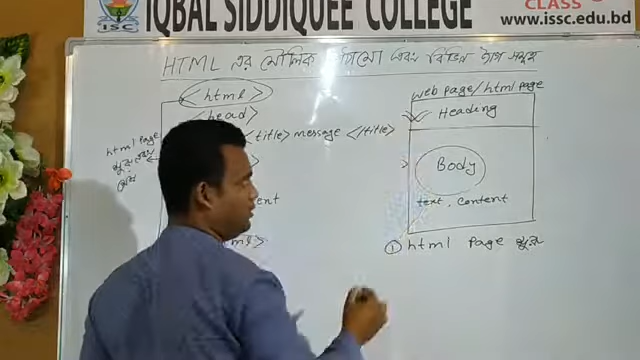 IQBAL SIDDIQUEE COLLEGE
CLASS
www.issc.edu.bd
ISC
HTML এর মৌলিক এবং বিভিন্ন ট্যাগ সমূহ
<html>
<head>
<title> message </title>
html Page
শুরু
web page/html page
Heading
Body
text, content
① html Page শুরু